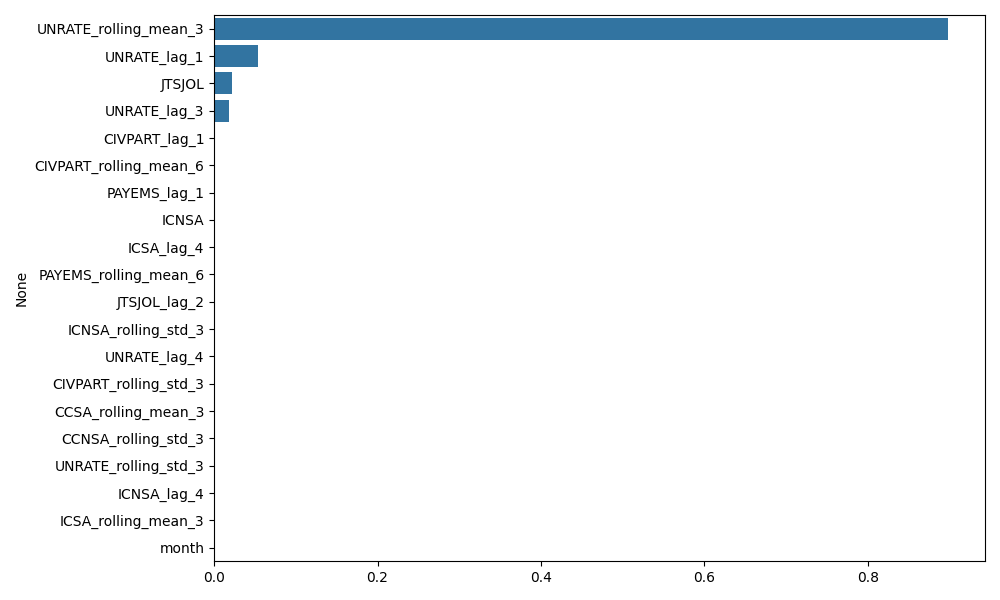 UNRATE_rolling_mean_3
UNRATE_lag_1
JTSJOL
UNRATE_lag_3
CIVPART_lag_1
CIVPART_rolling_mean_6
PAYEMS_lag_1
ICNSA
ICSA_lag_4
PAYEMS_rolling_mean_6
JTSJOL_lag_2
ICNSA_rolling_std_3
UNRATE_lag_4
CIVPART_rolling_std_3
CCSA_rolling_mean_3
CCNSA_rolling_std_3
UNRATE_rolling_std_3
ICNSA_lag_4
ICSA_rolling_mean_3
month
None
0.0 0.2 0.4 0.6 0.8